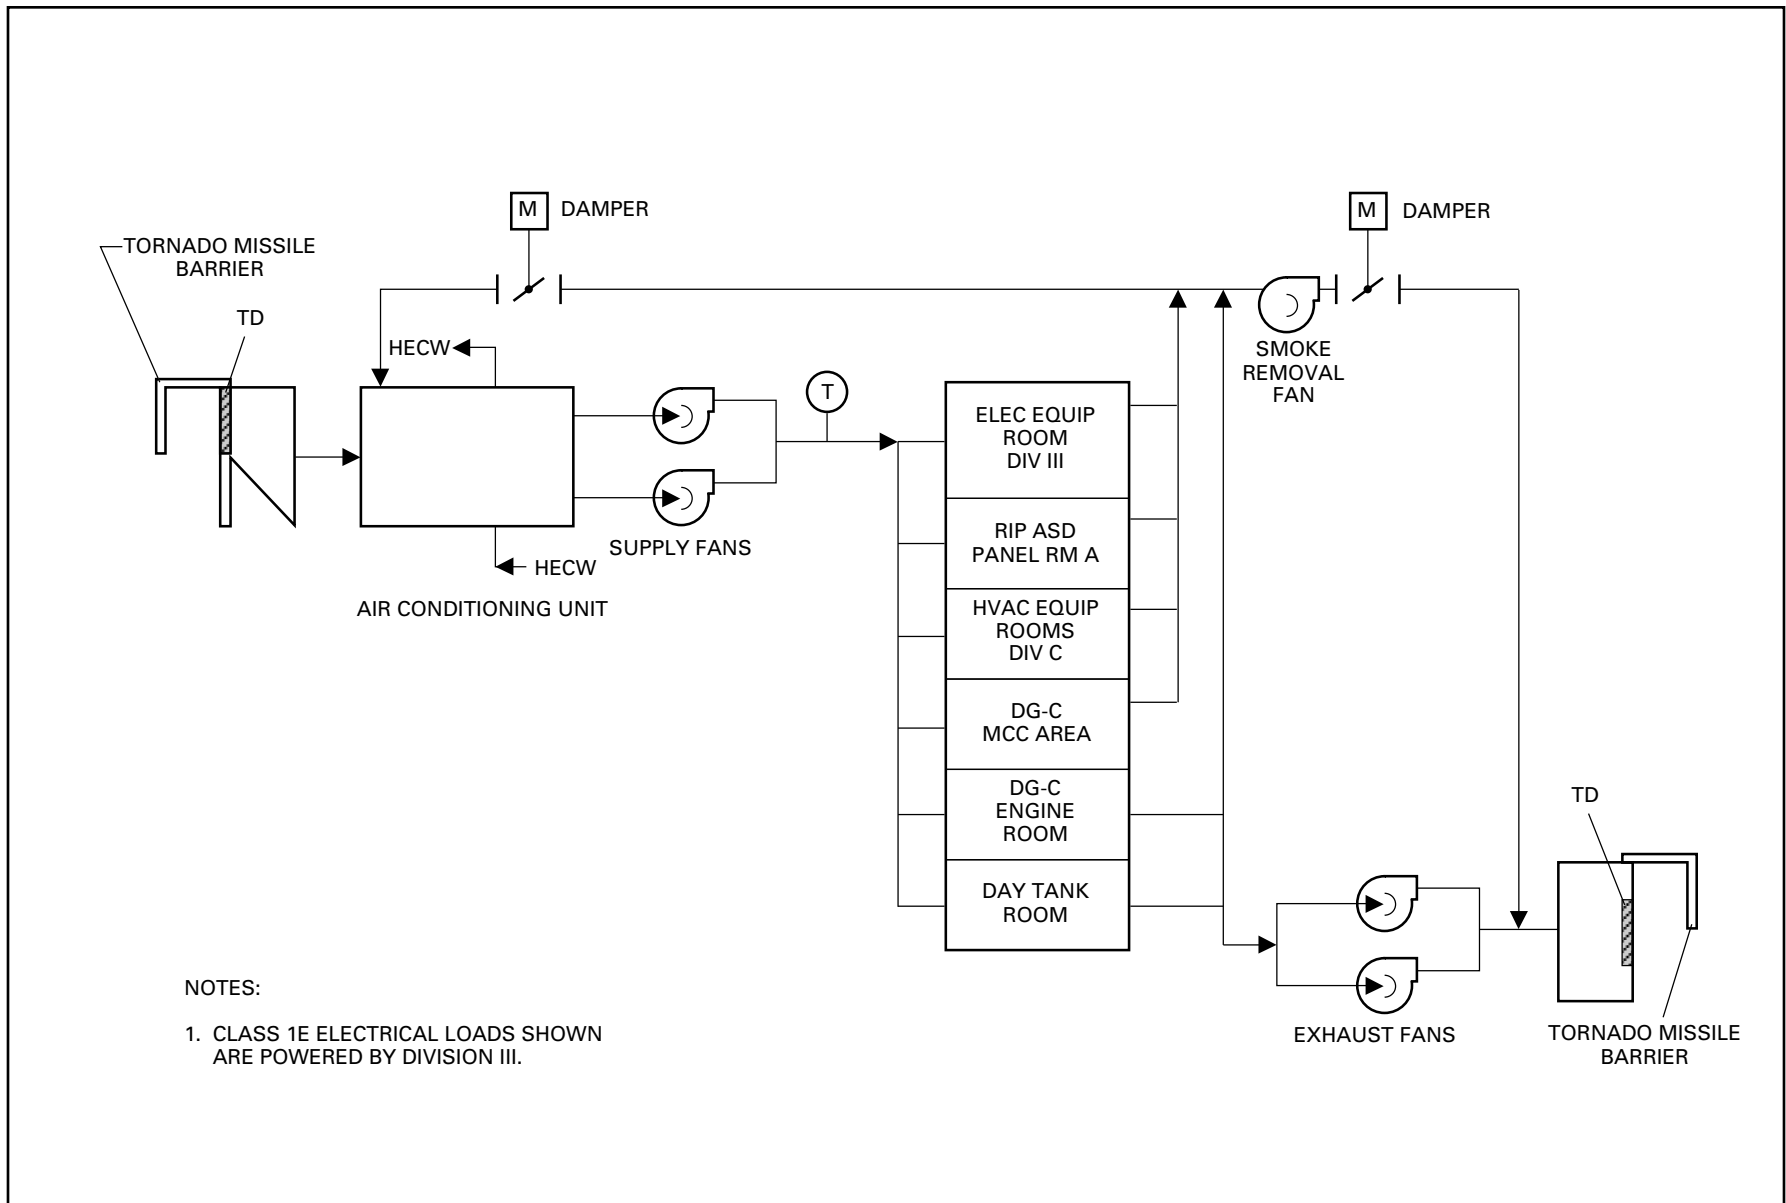 M DAMPER
M DAMPER
TORNADO MISSILE
BARRIER
TD
HECW
SMOKE
REMOVAL
FAN
T
ELEC EQUIP
ROOM
DIV III
RIP ASD
PANEL RM A
HVAC EQUIP
ROOMS
DIV C
DG-C
MCC AREA
DG-C
ENGINE
ROOM
DAY TANK
ROOM
SUPPLY FANS
HECW
AIR CONDITIONING UNIT
TD
EXHAUST FANS
TORNADO MISSILE
BARRIER
NOTES:
1. CLASS 1E ELECTRICAL LOADS SHOWN
ARE POWERED BY DIVISION III.